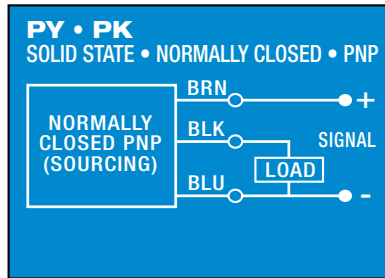 PY • PK
SOLID STATE • NORMALLY CLOSED • PNP
BRN
+
NORMALLY
CLOSED PNP
(SOURCING)
BLK
SIGNAL
LOAD
BLU
-